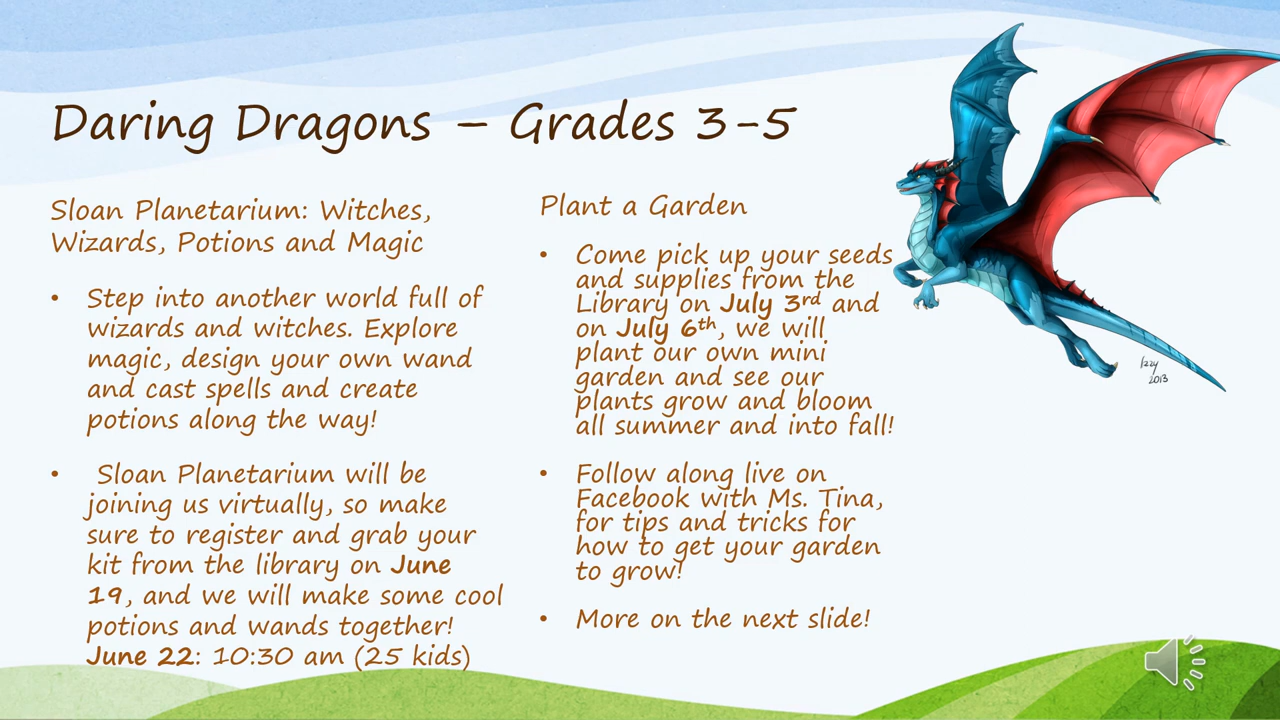 Daring Dragons – Grades 3-5
Sloan Planetarium: Witches,
Wizards, Potions and Magic
• Step into another world full of
wizards and witches. Explore
magic, design your own wand
and cast spells and create
potions along the way!
• Sloan Planetarium will be
joining us virtually, so make
sure to register and grab your
kit from the library on June
19, and we will make some cool
potions and wands together!
June 22: 10:30 am (25 kids)
Plant a Garden
• Come pick up your seeds
and supplies from the
Library on July 3rd and
on July 6th, we will
plant our own mini
garden and see our
plants grow and bloom
all summer and into fall!
• Follow along live on
Facebook with Ms. Tina,
for tips and tricks for
how to get your garden
to grow!
• More on the next slide!
Izzy
2013